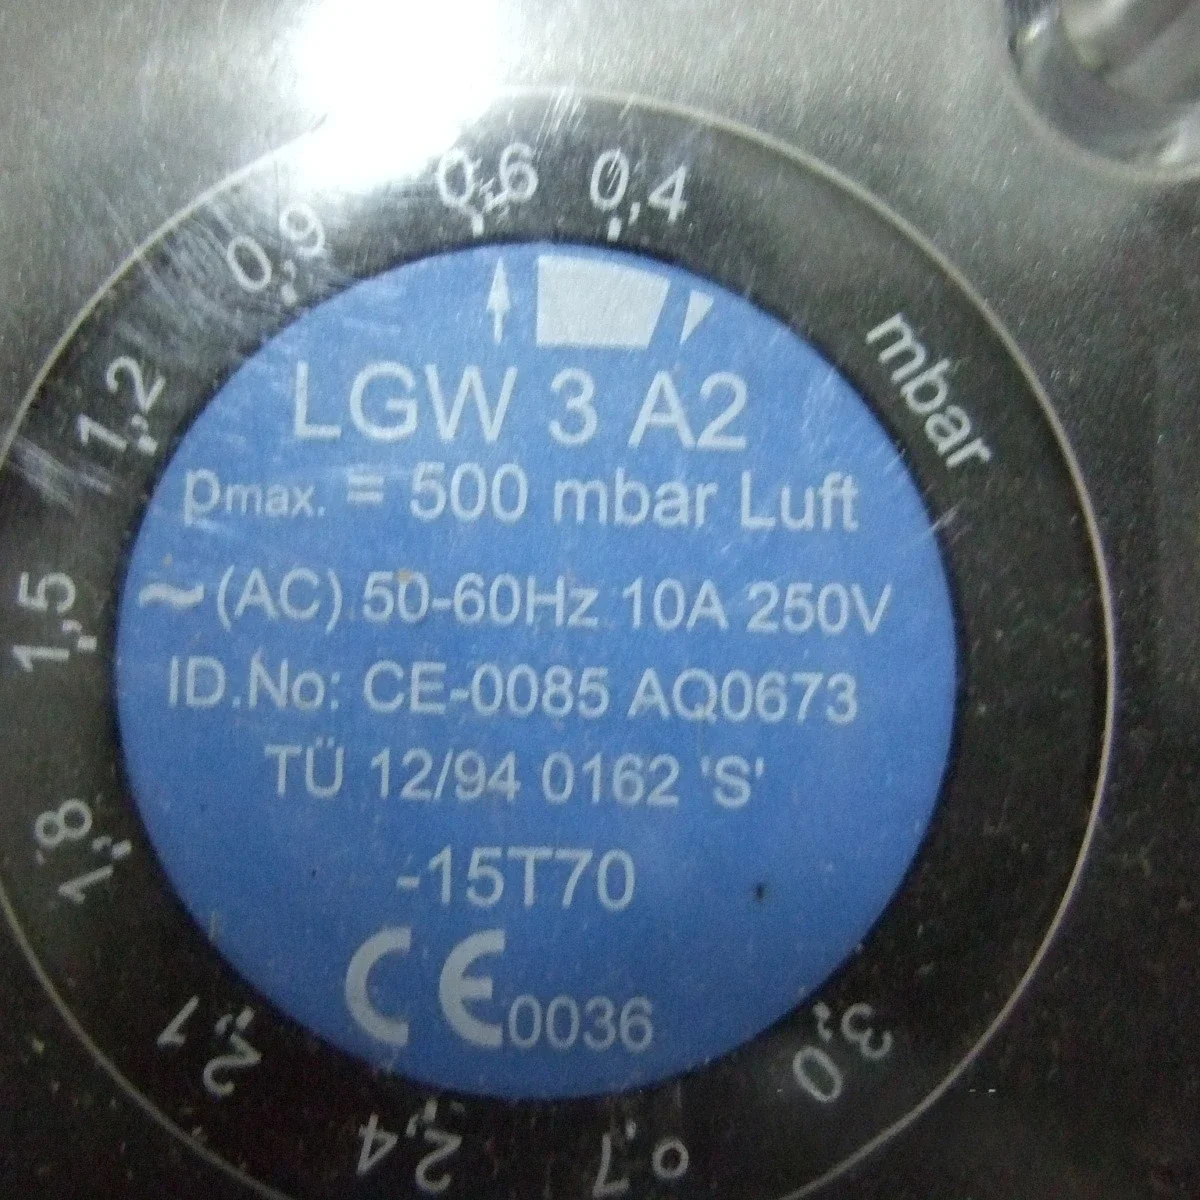 0,4
0,6
0,9
1,2
1,5
1,8
2,1
2,4
3,0
mbar
LGW 3 A2
pmax. = 500 mbar Luft
~(AC) 50-60Hz 10A 250V
ID.No: CE-0085 AQ0673
TÜ 12/94 0162 'S'
-15T70
CE0036